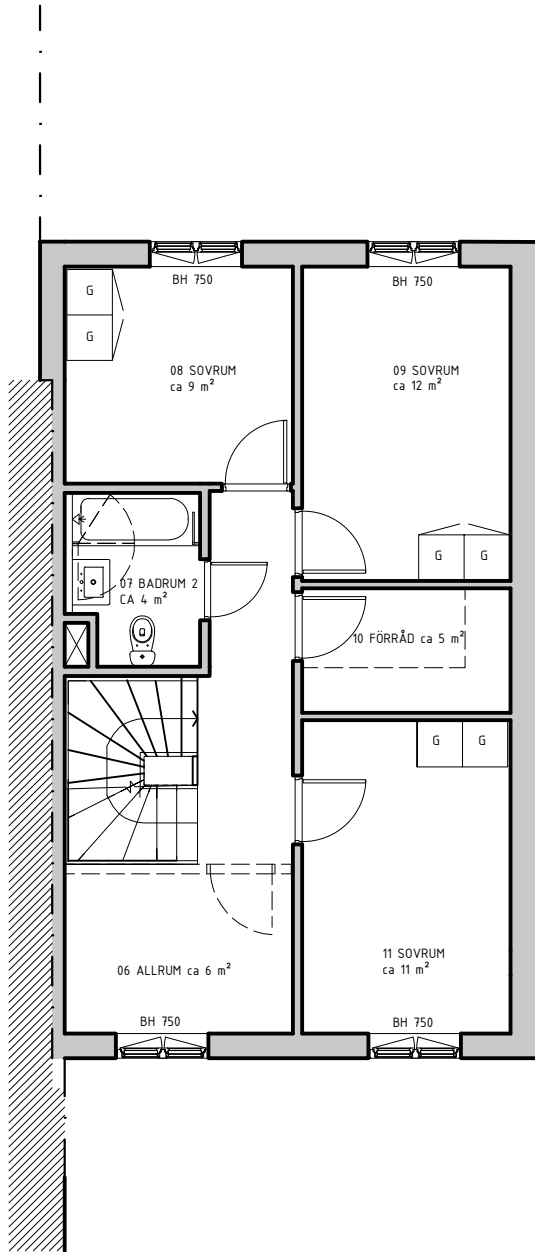 BH 750
BH 750
G
G
08 SOVRUM
ca 9 m²
09 SOVRUM
ca 12 m²
G G
07 BADRUM 2
CA 4 m²
10 FÖRRÅD ca 5 m²
G G
11 SOVRUM
ca 11 m²
06 ALLRUM ca 6 m²
BH 750
BH 750